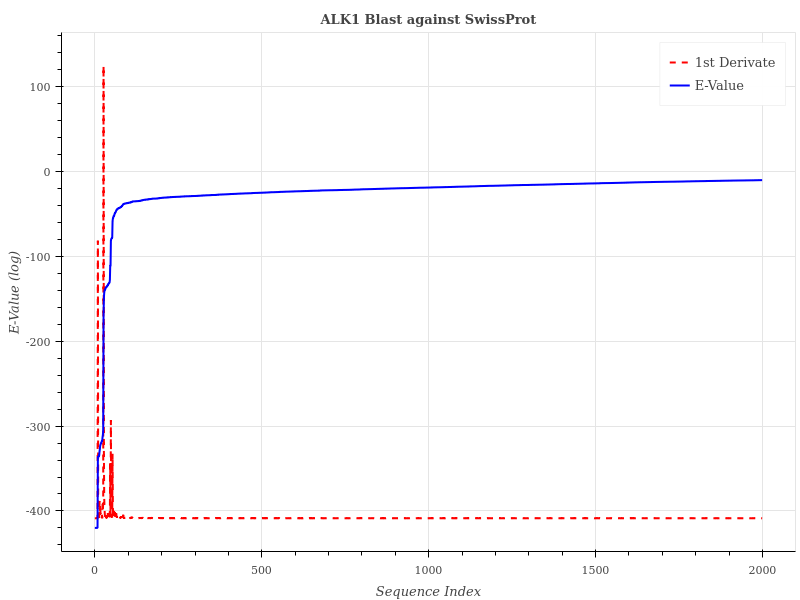 ALK1 Blast against SwissProt
1st Derivate
E-Value
100
0
-100
-200
-300
-400
E-Value (log)
0
500
1000
1500
2000
Sequence Index